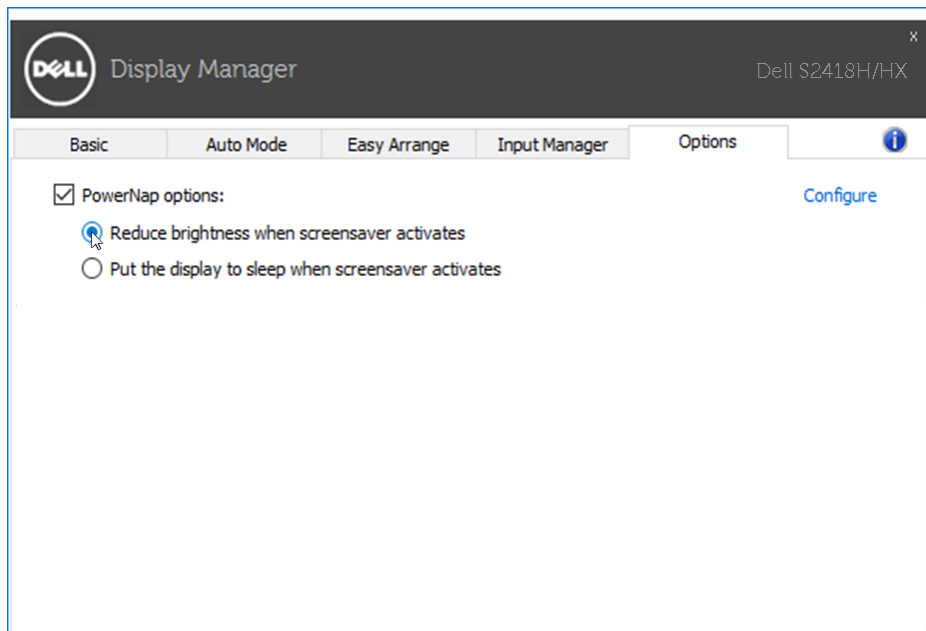 x
DELL Display Manager
Dell S2418H/HX
Basic Auto Mode Easy Arrange Input Manager Options i
PowerNap options: Configure
Reduce brightness when screensaver activates
Put the display to sleep when screensaver activates